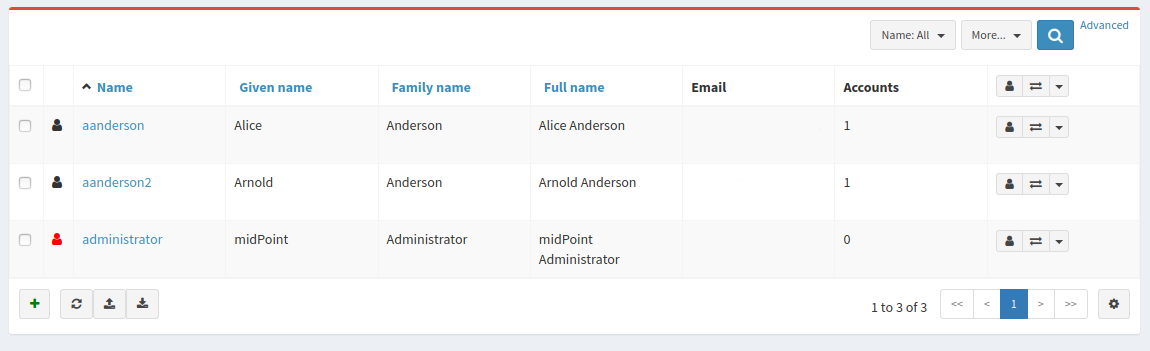 Name: All More... Advanced
Name Given name Family name Full name Email Accounts
aanderson Alice Anderson Alice Anderson 1
aanderson2 Arnold Anderson Arnold Anderson 1
administrator midPoint Administrator midPoint 0
Administrator
1 to 3 of 3 << < 1 > >>